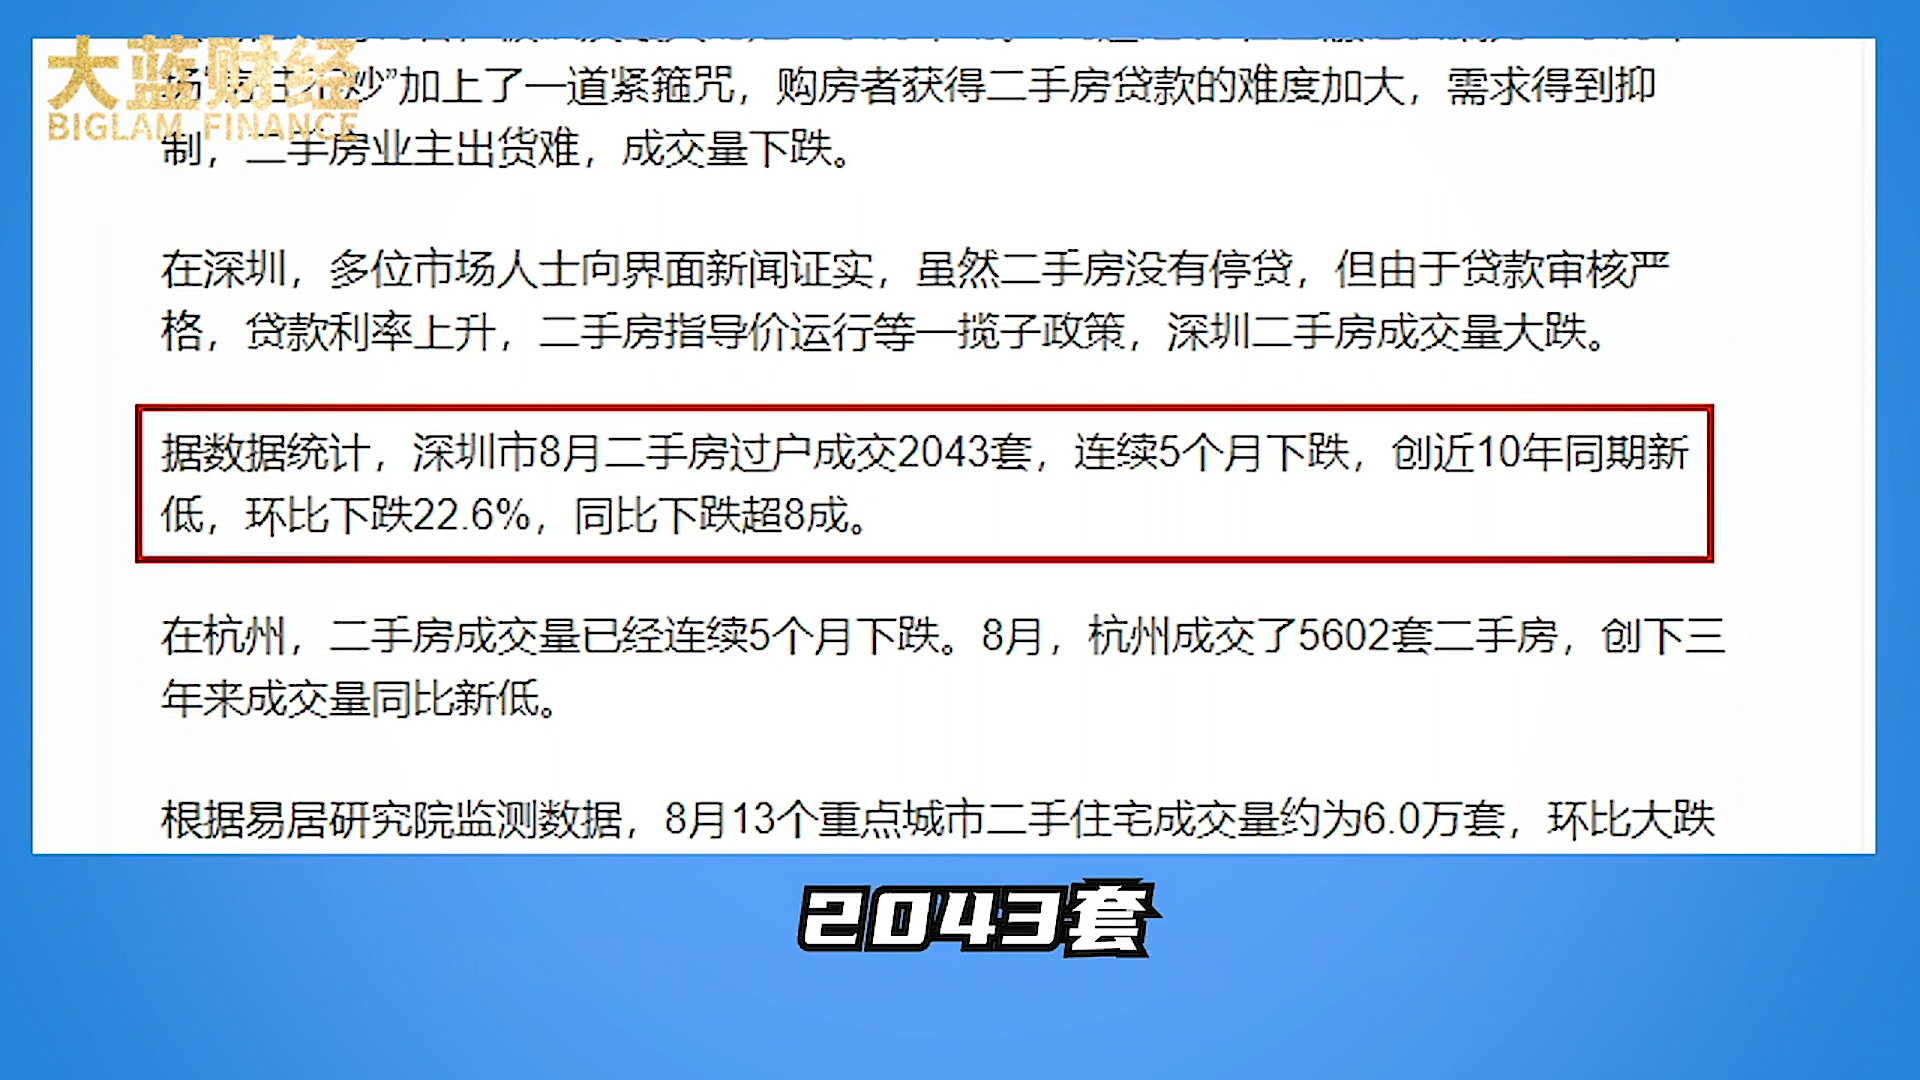 大蓝财经
BIGLAM FINANCE
炒”加上了一道紧箍咒，购房者获得二手房贷款的难度加大，需求得到抑
制，二手房业主出货难，成交量下跌。
在深圳，多位市场人士向界面新闻证实，虽然二手房没有停贷，但由于贷款审核严
格，贷款利率上升，二手房指导价运行等一揽子政策，深圳二手房成交量大跌。
据数据统计，深圳市8月二手房过户成交2043套，连续5个月下跌，创近10年同期新
低，环比下跌22.6%，同比下跌超8成。
在杭州，二手房成交量已经连续5个月下跌。8月，杭州成交了5602套二手房，创下三
年来成交量同比新低。
根据易居研究院监测数据，8月13个重点城市二手住宅成交量约为6.0万套，环比大跌
2043套